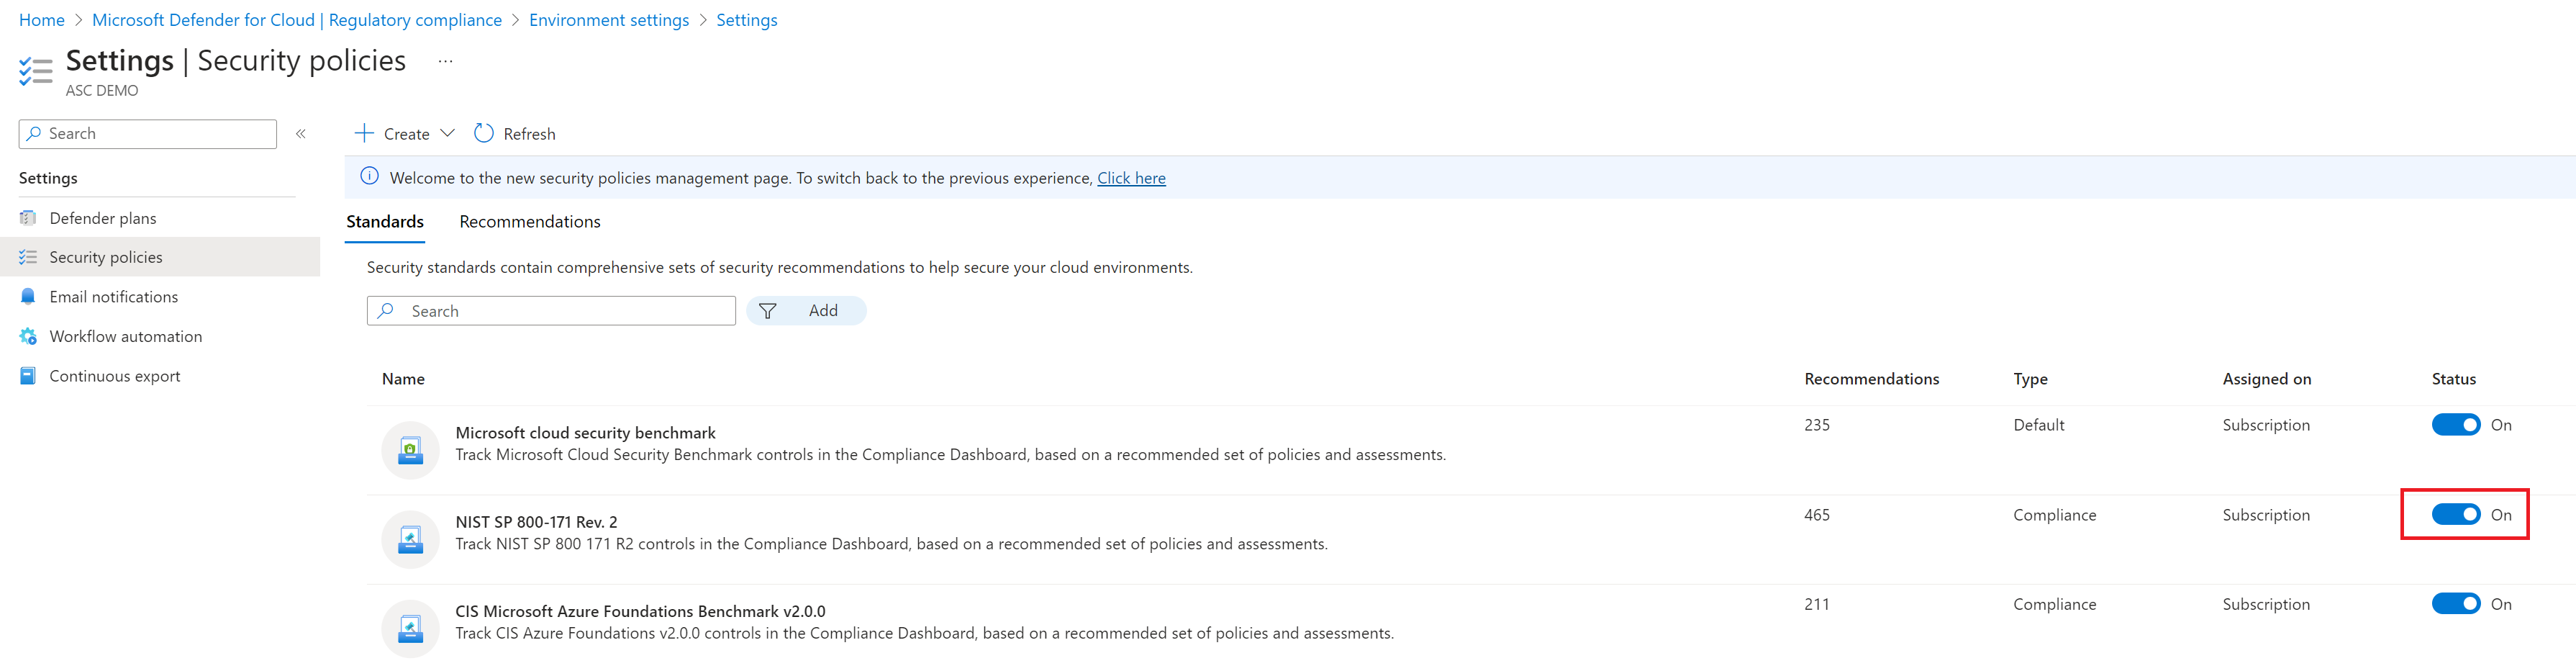 Home > Microsoft Defender for Cloud | Regulatory compliance > Environment settings > Settings
Settings | Security policies ...
ASC DEMO
Search «
Create Refresh
Welcome to the new security policies management page. To switch back to the previous experience, Click here
Settings
Defender plans
Security policies
Email notifications
Workflow automation
Continuous export
Standards Recommendations
Security standards contain comprehensive sets of security recommendations to help secure your cloud environments.
Search Add
Name Recommendations Type Assigned on Status
Microsoft cloud security benchmark 235 Default Subscription On
Track Microsoft Cloud Security Benchmark controls in the Compliance Dashboard, based on a recommended set of policies and assessments.
NIST SP 800-171 Rev. 2 465 Compliance Subscription On
Track NIST SP 800 171 R2 controls in the Compliance Dashboard, based on a recommended set of policies and assessments.
CIS Microsoft Azure Foundations Benchmark v2.0.0 211 Compliance Subscription On
Track CIS Azure Foundations v2.0.0 controls in the Compliance Dashboard, based on a recommended set of policies and assessments.